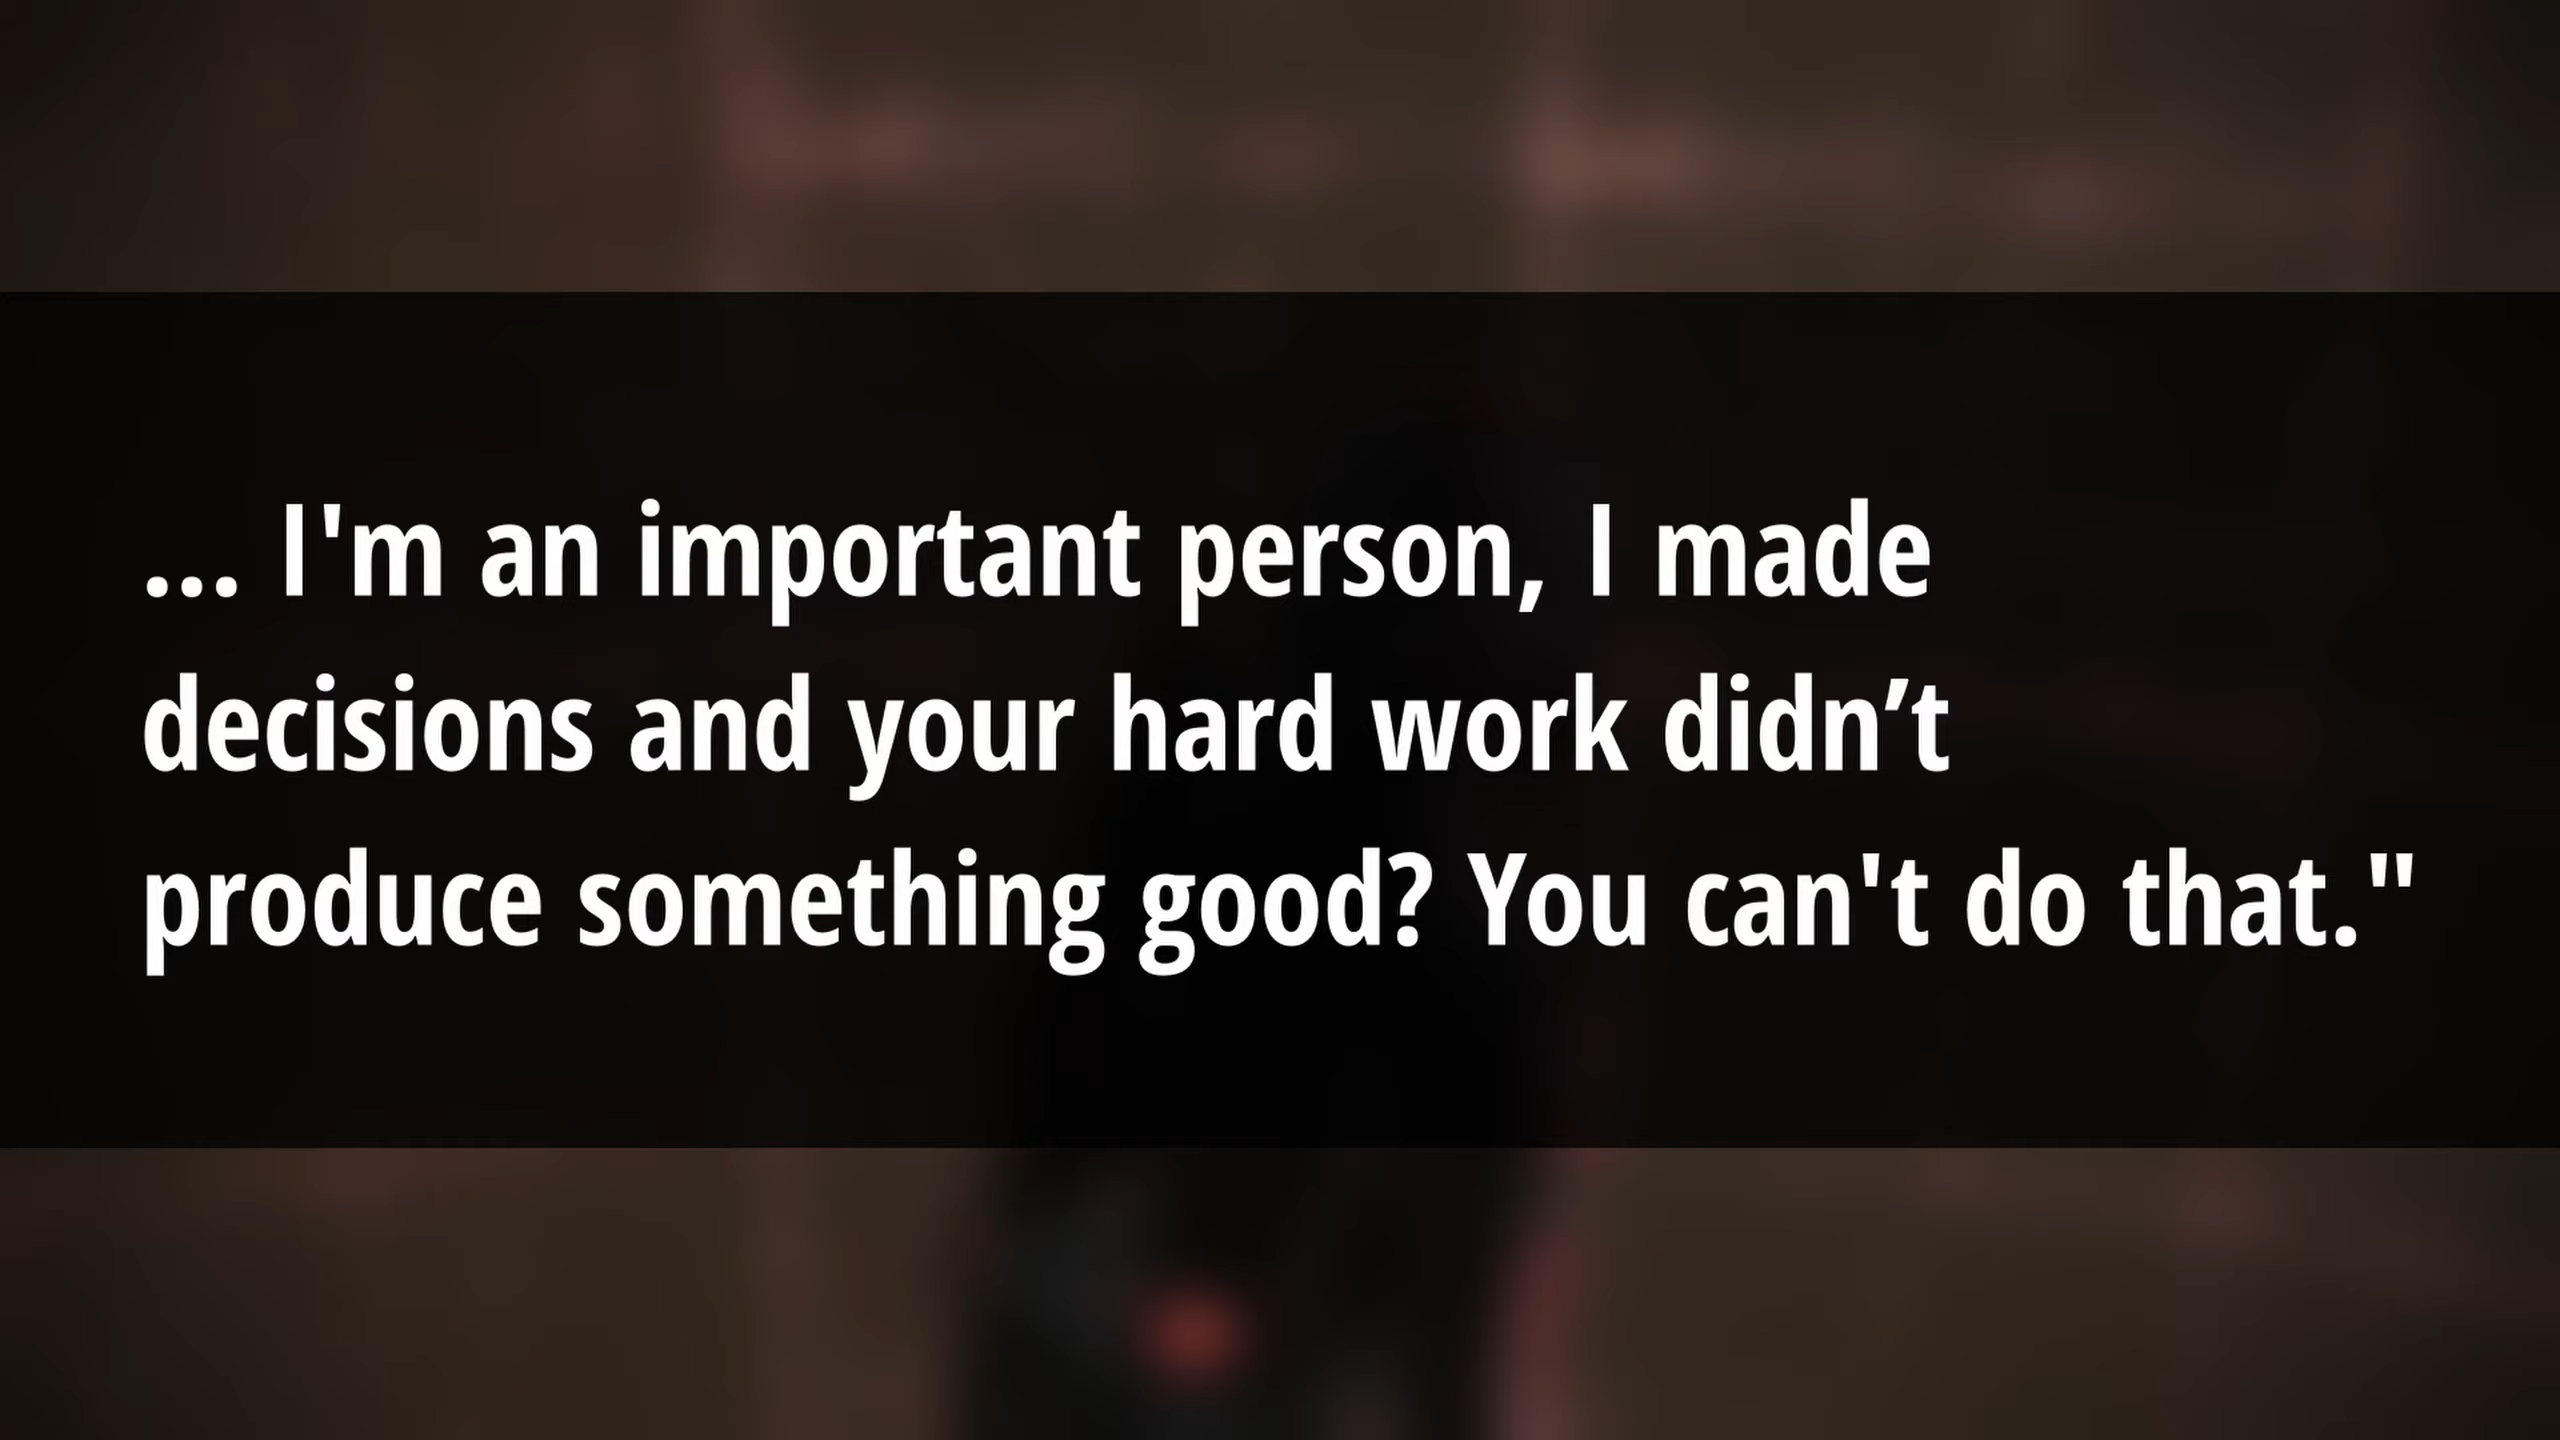 ... I'm an important person, I made
decisions and your hard work didn’t
produce something good? You can't do that."